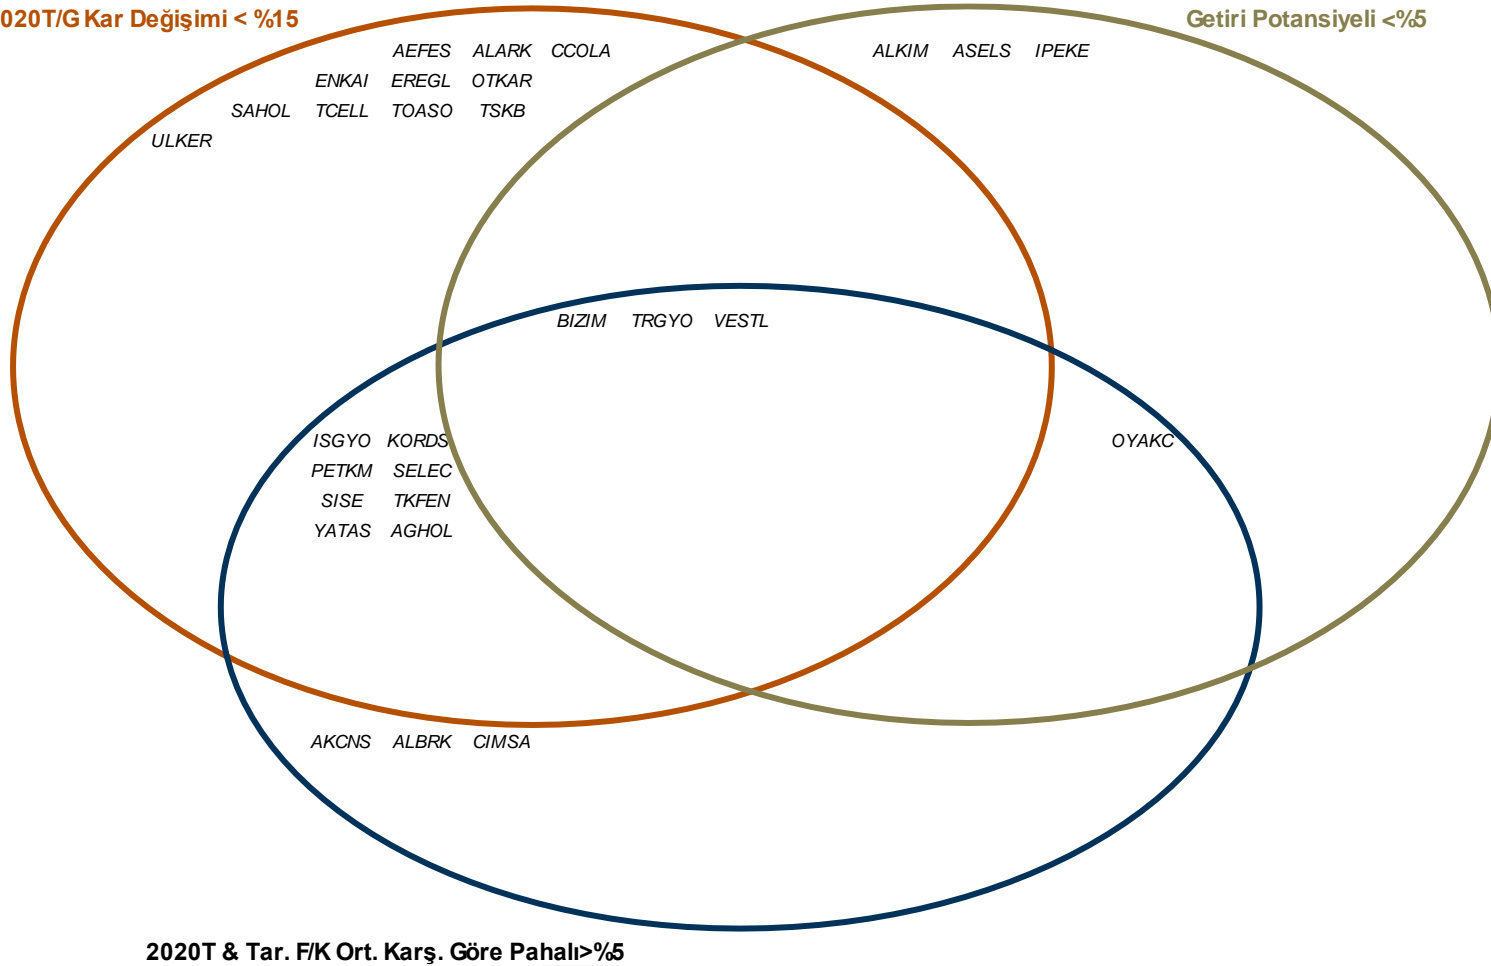 020T/G Kar Değişimi < %15
Getiri Potansiyeli <%5
AEFES ALARK CCOLA
ALKIM ASELS IPEKE
ENKAI EREGL OTKAR
SAHOL TCELL TOASO TSKB
ULKER
BIZIM TRGYO VESTL
ISGYO KORDS
OYAKC
PETKM SELEC
SISE TKFEN
YATAS AGHOL
AKCNS ALBRK CIMSA
2020T & Tar. F/K Ort. Karş. Göre Pahalı>%5